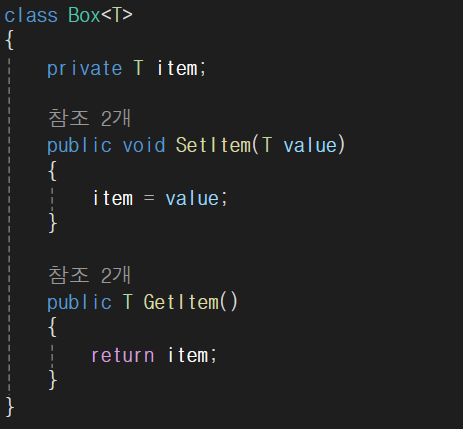 class Box<T>
{
private T item;
참조 2개
public void SetItem(T value)
{
item = value;
}
참조 2개
public T GetItem()
{
return item;
}
}